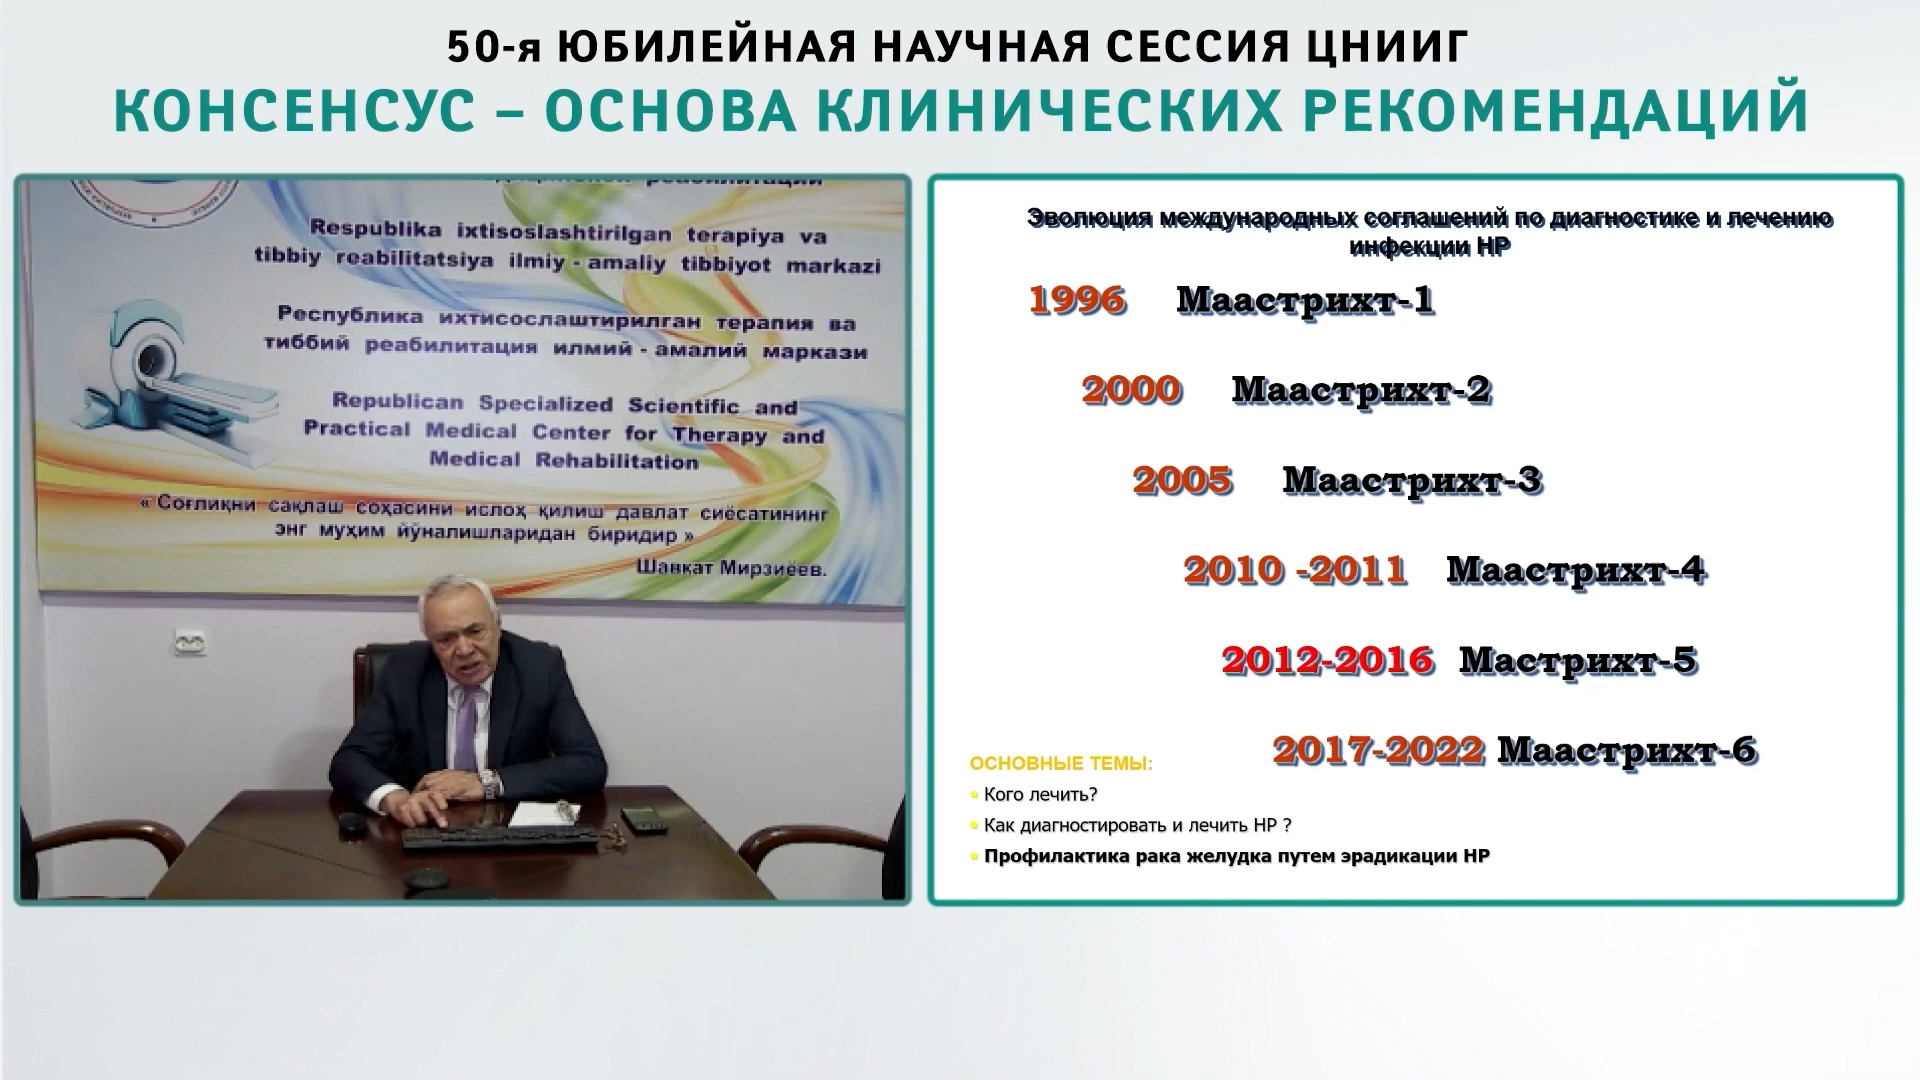 50-я ЮБИЛЕЙНАЯ НАУЧНАЯ СЕССИЯ ЦНИИГ
КОНСЕНСУС – ОСНОВА КЛИНИЧЕСКИХ РЕКОМЕНДАЦИЙ
реабилитации
Respublika ixtisoslashtirilgan terapiya va
tibbiy reabilitatsiya ilmiy - amaliy tibbiyot markazi
Республика ихтисослаштирилган терапия ва
тиббий реабилитация илмий - амалий маркази
Republican Specialized Scientific and
Practical Medical Center for Therapy and
Medical Rehabilitation
« Соғлиқни сақлаш соҳасини ислоҳ қилиш давлат сиёсатининг
энг муҳим йўналишларидан биридир »
Шавкат Мирзиёев.
Эволюция международных соглашений по диагностике и лечению
инфекции НР
1996 Маастрихт-1
2000 Маастрихт-2
2005 Маастрихт-3
2010 -2011 Маастрихт-4
2012-2016 Мастрихт-5
2017-2022 Маастрихт-6
ОСНОВНЫЕ ТЕМЫ:
• Кого лечить?
• Как диагностировать и лечить НР ?
• Профилактика рака желудка путем эрадикации НР